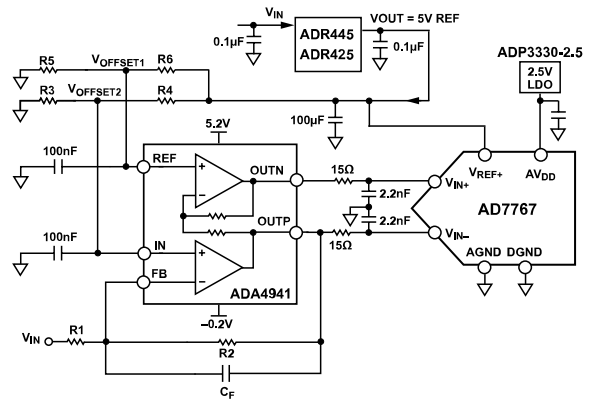 VIN
ADR445
ADR425
VOUT = 5V REF
0.1µF
0.1µF
ADP3330-2.5
2.5V
LDO
R5
VOFFSET1
R6
R3
VOFFSET2
R4
100µF
5.2V
100nF
REF
OUTN
15Ω
VREF+
AVDD
VIN+
2.2nF
AD7767
OUTP
2.2nF
VIN–
15Ω
100nF
IN
FB
AGND
DGND
ADA4941
–0.2V
VIN
R1
R2
CF